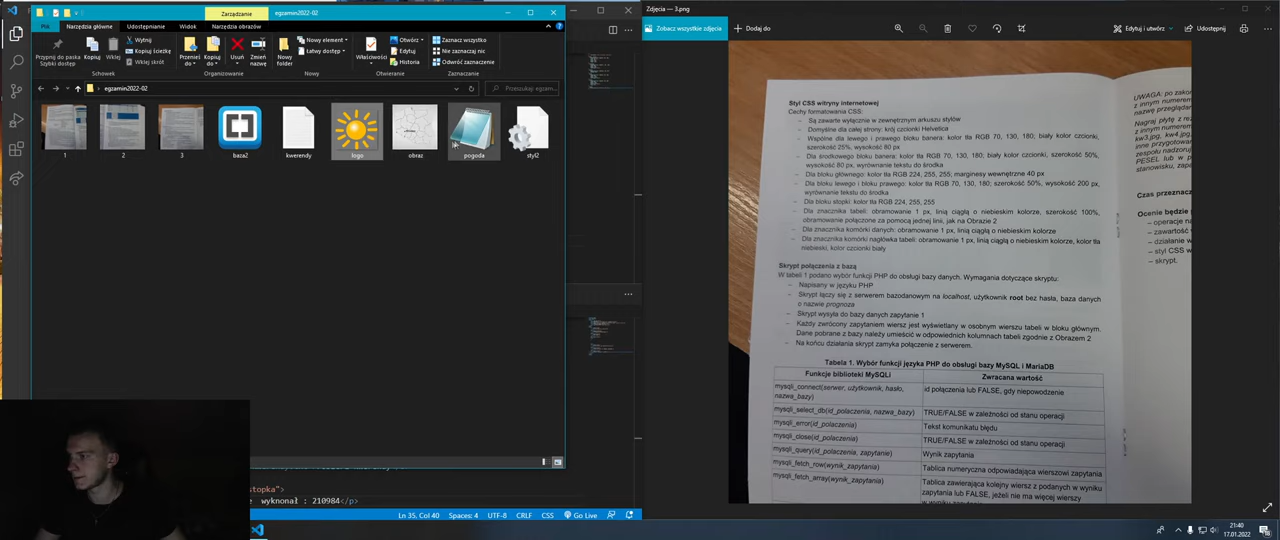 Zarządzanie
egzamin2022-02
Plik
Narzędzia główne
Udostępnianie
Widok
Narzędzia obrazów
Przypnij do paska
Szybki dostęp
Kopiuj
Wklej
Wytnij
Kopiuj ścieżkę
Wklej skrót
Schowek
Przenieś
do
Kopiuj
do
Usuń
Zmień
nazwę
Organizowanie
Nowy
folder
Nowy element
Łatwy dostęp
Nowy
Właściwości
Otwórz
Edytuj
Historia
Otwieranie
Zaznacz wszystko
Nie zaznaczaj nic
Odwróć zaznaczenie
Zaznaczanie
egzamin2022-02
Przeszukaj: egzam...
1
2
3
baza2
kwerendy
logo
obraz
pogoda
styl2
stopka">
wykonał : 210984</p>
Ln 35, Col 40
Spaces: 4
UTF-8
CRLF
CSS
Go Live
Zdjęcia — 3.png
Zobacz wszystkie zdjęcia
Dodaj do
Edytuj i utwórz
Udostępnij
Styl CSS witryny internetowej
Cechy formatowania CSS:
– Są zawarte wyłącznie w zewnętrznym arkuszu stylów
– Domyślne dla całej strony: krój czcionki Helvetica
– Wspólne dla lewego i prawego bloku banera: kolor tła RGB 70, 130, 180; biały kolor czcionki,
szerokość 25%, wysokość 80 px
– Dla środkowego bloku banera: kolor tła RGB 70, 130, 180; biały kolor czcionki, szerokość 50%,
wysokość 80 px, wyrównanie tekstu do środka
– Dla bloku głównego: kolor tła RGB 224, 255, 255; marginesy wewnętrzne 40 px
– Dla bloku lewego i bloku prawego: kolor tła RGB 70, 130, 180; szerokość 50%, wysokość 200 px,
wyrównanie tekstu do środka
– Dla bloku stopki: kolor tła RGB 224, 255, 255
– Dla znacznika tabeli: obramowanie 1 px, linią ciągłą o niebieskim kolorze, szerokość 100%,
obramowanie połączone za pomocą jednej linii, jak na Obrazie 2
– Dla znacznika komórki danych: obramowanie 1 px, linią ciągłą o niebieskim kolorze
– Dla znacznika komórki nagłówka tabeli: obramowanie 1 px, linią ciągłą o niebieskim kolorze, kolor tła
niebieski, kolor czcionki biały
Skrypt połączenia z bazą
W tabeli 1 podano wybór funkcji PHP do obsługi bazy danych. Wymagania dotyczące skryptu:
– Napisany w języku PHP
– Skrypt łączy się z serwerem bazodanowym na localhost, użytkownik root bez hasła, baza danych
o nazwie prognoza
– Skrypt wysyła do bazy danych zapytanie 1
– Każdy zwrócony zapytaniem wiersz jest wyświetlany w osobnym wierszu tabeli w bloku głównym.
Dane pobrane z bazy należy umieścić w odpowiednich kolumnach tabeli zgodnie z Obrazem 2
– Na końcu działania skrypt zamyka połączenie z serwerem.
Tabela 1. Wybór funkcji języka PHP do obsługi bazy MySQL i MariaDB
Funkcje biblioteki MySQLi
Zwracana wartość
mysqli_connect(serwer, użytkownik, hasło,
nazwa_bazy)
id połączenia lub FALSE, gdy niepowodzenie
mysqli_select_db(id_polaczenia, nazwa_bazy)
TRUE/FALSE w zależności od stanu operacji
mysqli_error(id_polaczenia)
Tekst komunikatu błędu
mysqli_close(id_polaczenia)
TRUE/FALSE w zależności od stanu operacji
mysqli_query(id_polaczenia, zapytanie)
Wynik zapytania
mysqli_fetch_row(wynik_zapytania)
Tablica numeryczna odpowiadająca wierszowi zapytania
mysqli_fetch_array(wynik_zapytania)
Tablica zawierająca kolejny wiersz z podanych w wyniku
zapytania lub FALSE, jeżeli nie ma więcej wierszy
w wyniku zapytania
UWAGA: po zakoń
z innym numerem
Nagraj płytę z rez
z innym numerem
kw3.jpg, kw4.jpg
inne przygotowan
zespołu nadzoruj
PESEL lub w p
stanowisku, zapa
Czas przeznacz
Ocenie będzie
– operacje na
– zawartość
– działanie w
– styl CSS w
– skrypt.
21:40
17.01.2022